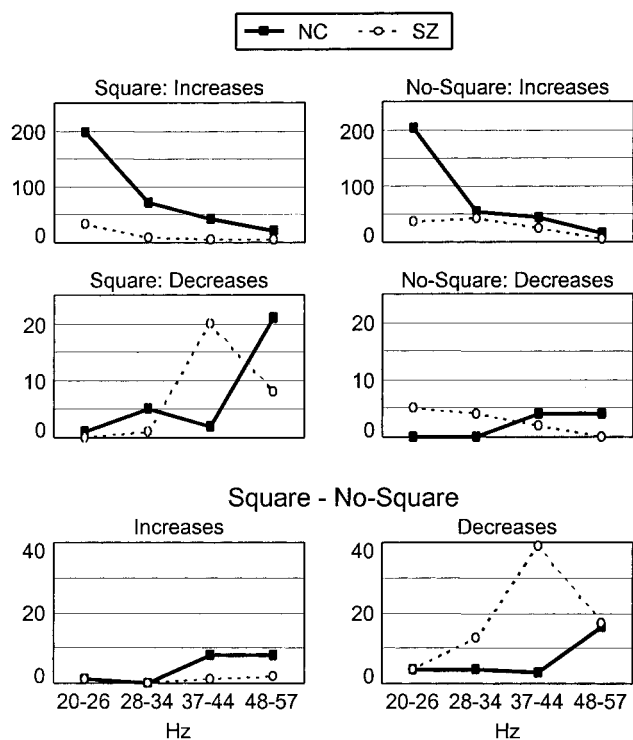 NC SZ
Square: Increases No-Square: Increases
200 200
100 100
0 0
Square: Decreases No-Square: Decreases
20 20
10 10
0 0
Square - No-Square
Increases Decreases
40 40
20 20
0 0
20-26 28-34 37-44 48-57 20-26 28-34 37-44 48-57
Hz Hz